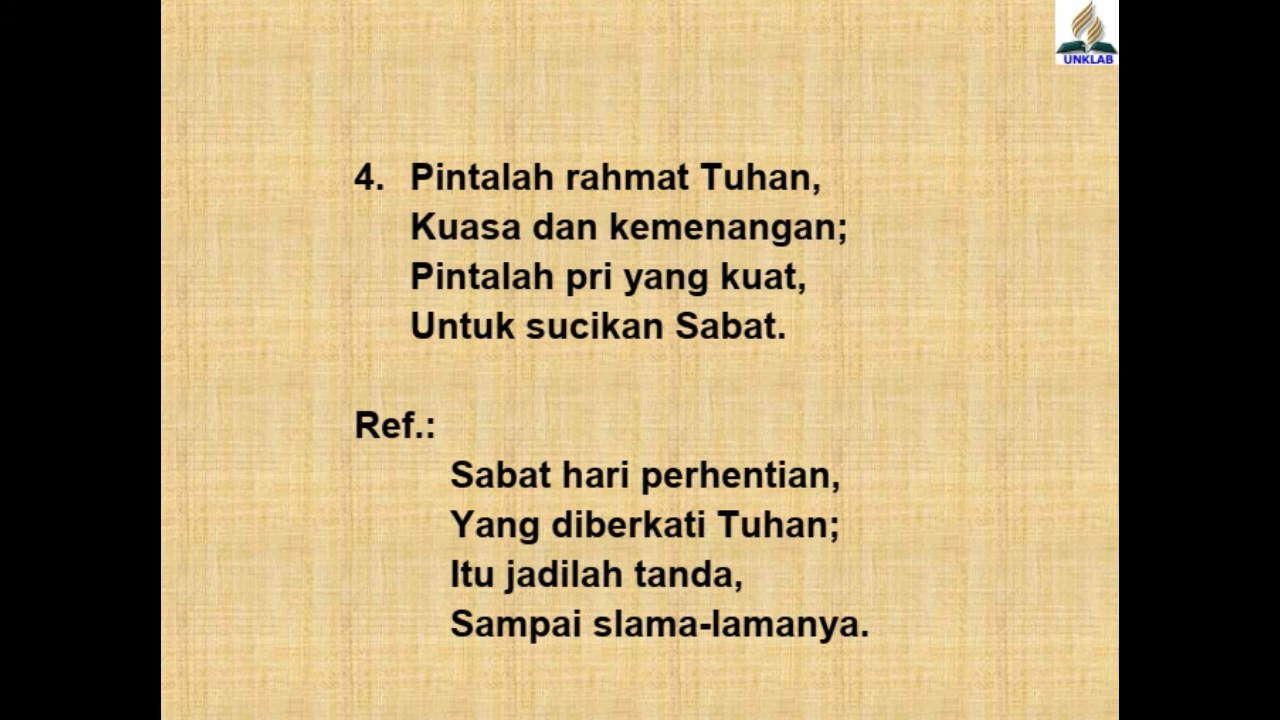 UNKLAB
4. Pintalah rahmat Tuhan,
Kuasa dan kemenangan;
Pintalah pri yang kuat,
Untuk sucikan Sabat.
Ref.:
Sabat hari perhentian,
Yang diberkati Tuhan;
Itu jadilah tanda,
Sampai slama-lamanya.